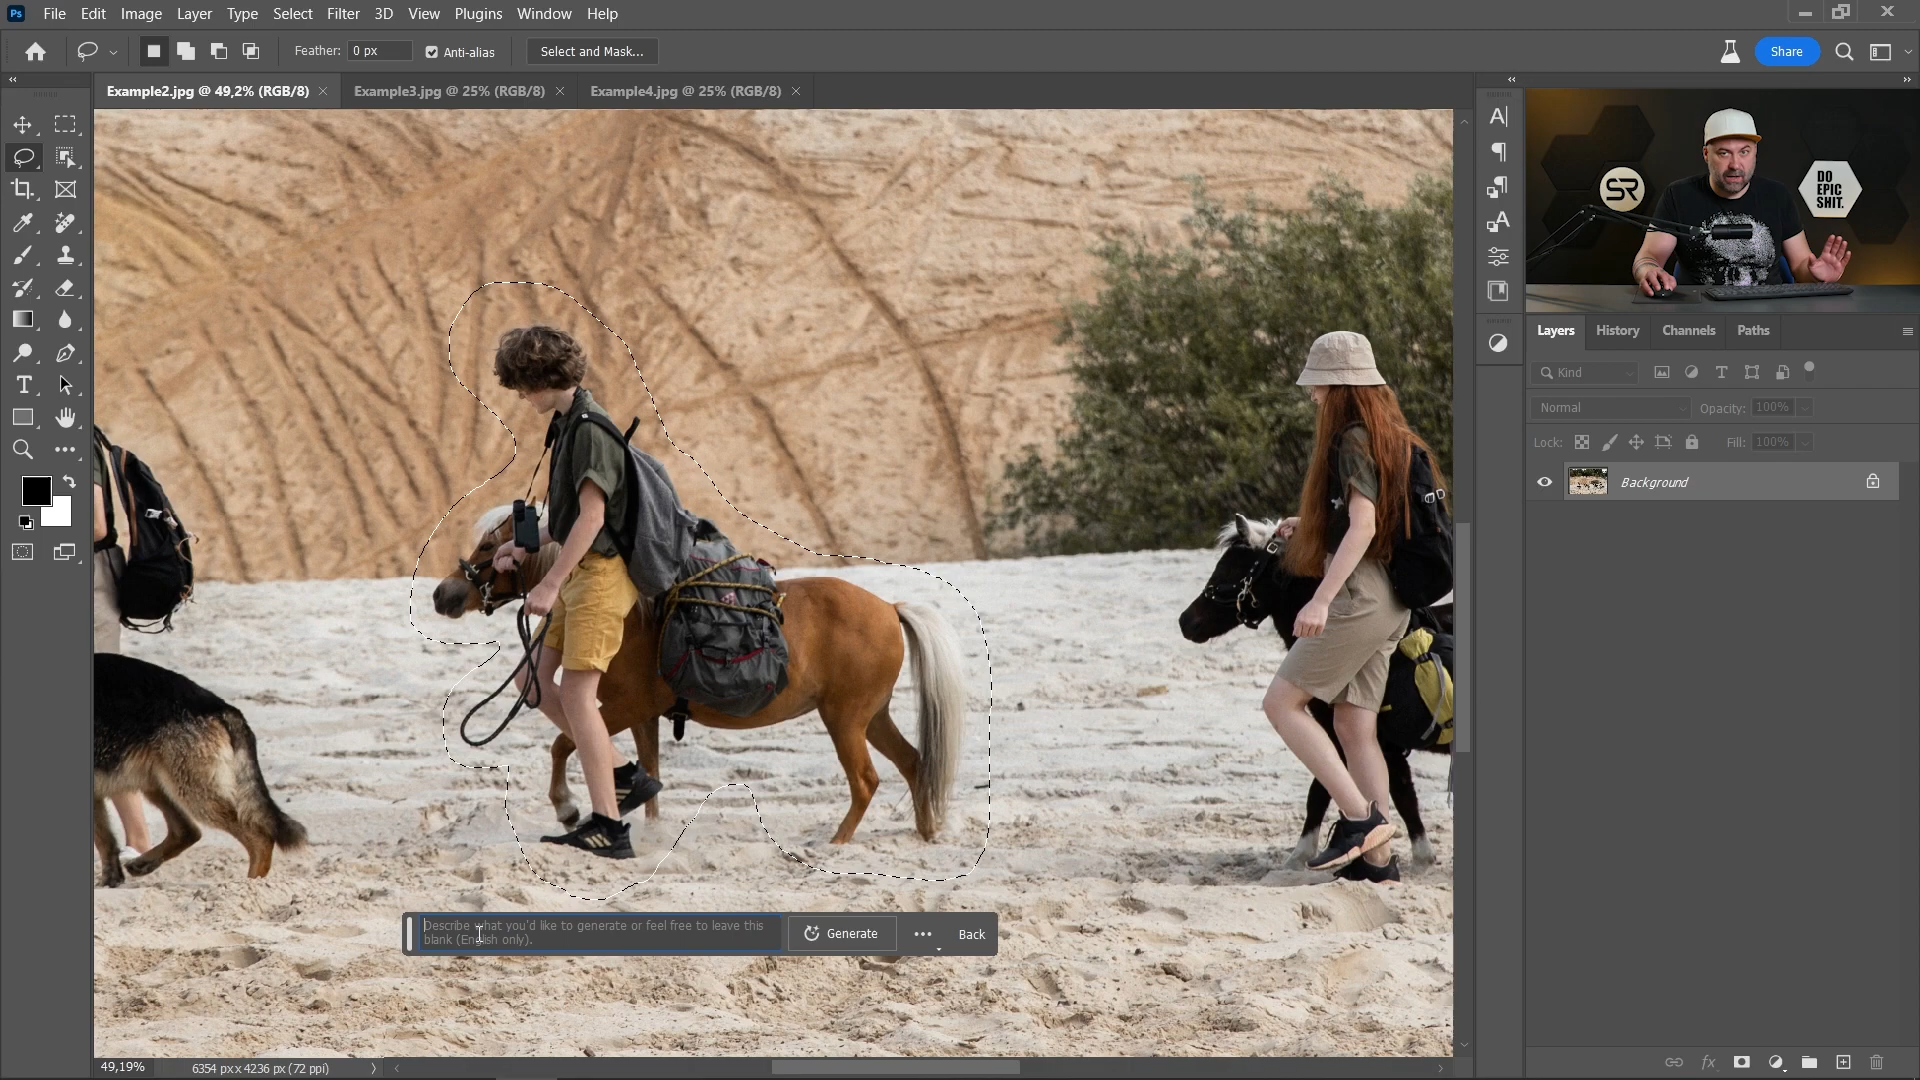 Ps File Edit Image Layer Type Select Filter 3D View Plugins Window Help
Feather: 0 px Anti-alias Select and Mask... Share
Example2.jpg @ 49,2% (RGB/8) Example3.jpg @ 25% (RGB/8) Example4.jpg @ 25% (RGB/8)
SR
DO
EPIC
SHIT.
Layers History Channels Paths
Kind
Normal Opacity: 100%
Lock: Fill: 100%
Background
Describe what you'd like to generate or feel free to leave this
blank (English only).
Generate Back
49,19% 6354 px x 4236 px (72 ppi)